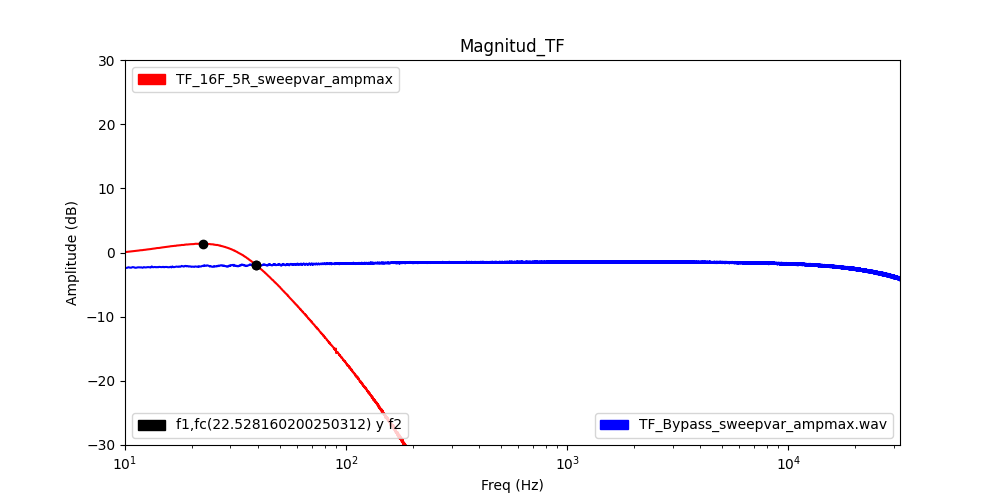 Magnitud_TF
TF_16F_5R_sweepvar_ampmax
30
20
10
0
−10
−20
−30
Amplitude (dB)
f1,fc(22.528160200250312) y f2
TF_Bypass_sweepvar_ampmax.wav
10¹
10²
10³
10⁴
Freq (Hz)